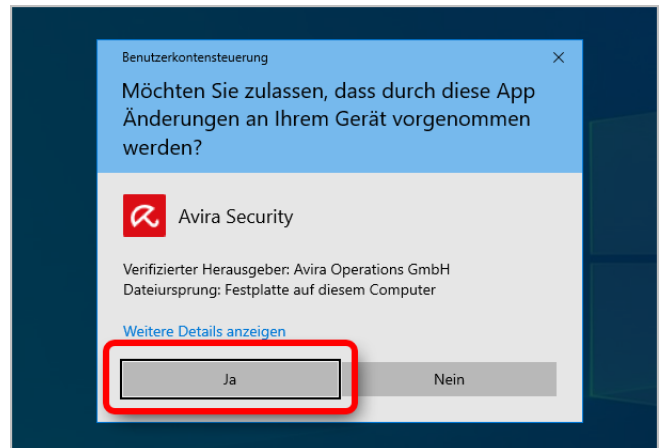 Benutzerkontensteuerung
Möchten Sie zulassen, dass durch diese App
Änderungen an Ihrem Gerät vorgenommen
werden?
Avira Security
Verifizierter Herausgeber: Avira Operations GmbH
Dateiursprung: Festplatte auf diesem Computer
Weitere Details anzeigen
Ja
Nein